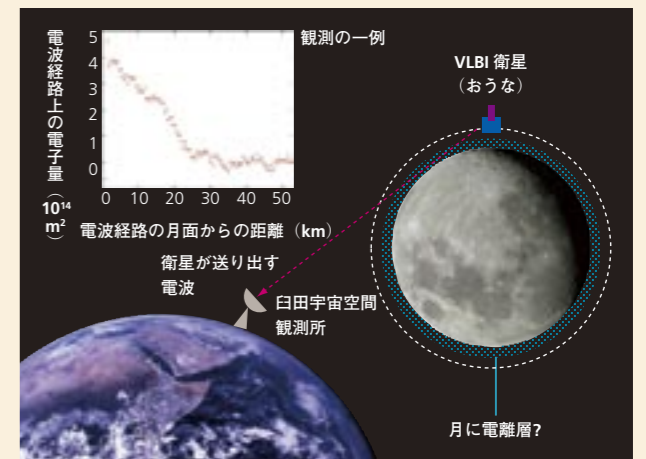 観測の一例
電波経路上の電子量（10¹⁴m²）
5
4
3
2
1
0
0 10 20 30 40 50
電波経路の月面からの距離（km）
VLBI 衛星
（おうな）
衛星が送り出す
電波
臼田宇宙空間
観測所
月に電離層?